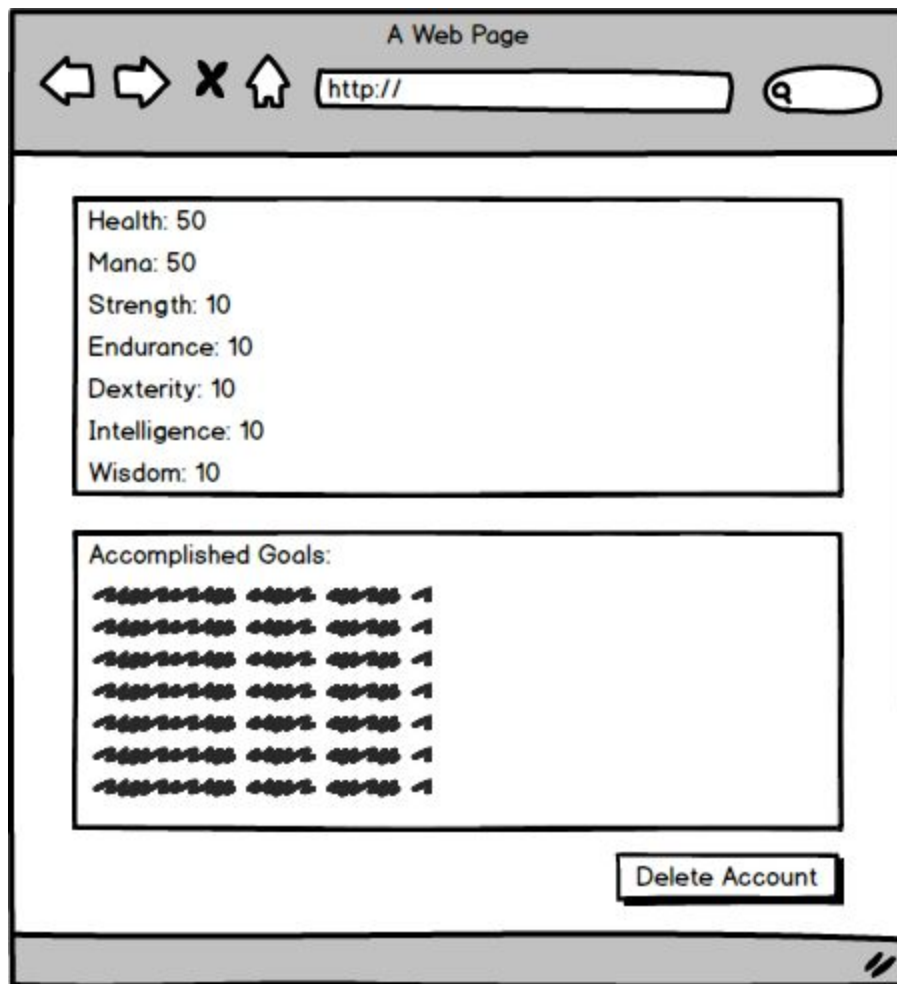 A Web Page
http://
Health: 50
Mana: 50
Strength: 10
Endurance: 10
Dexterity: 10
Intelligence: 10
Wisdom: 10
Accomplished Goals:
Delete Account